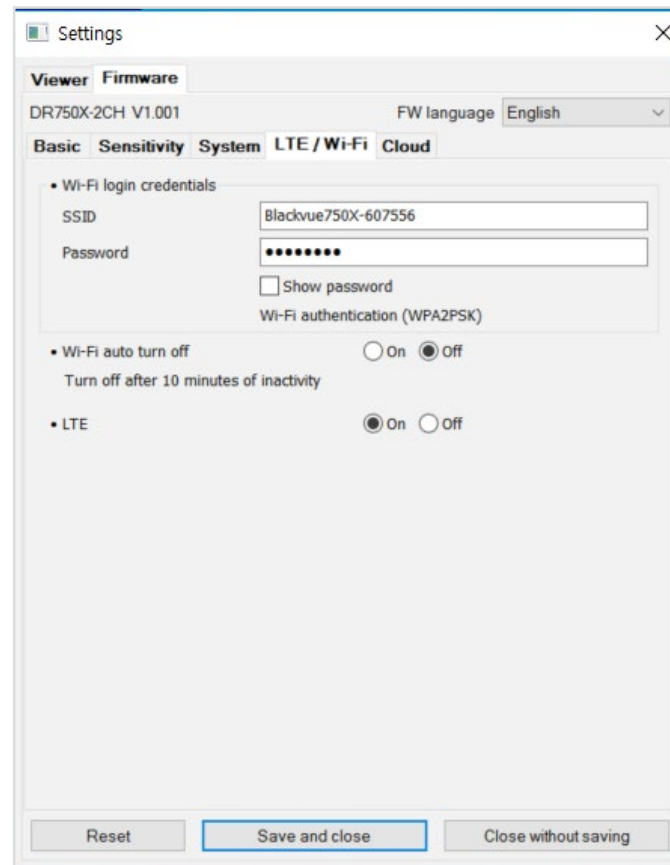 Settings
Viewer Firmware
DR750X-2CH V1.001 FW language English
Basic Sensitivity System LTE / Wi-Fi Cloud
• Wi-Fi login credentials
SSID Blackvue750X-607556
Password ●●●●●●●●
Show password
Wi-Fi authentication (WPA2PSK)
• Wi-Fi auto turn off On Off
Turn off after 10 minutes of inactivity
• LTE On Off
Reset Save and close Close without saving